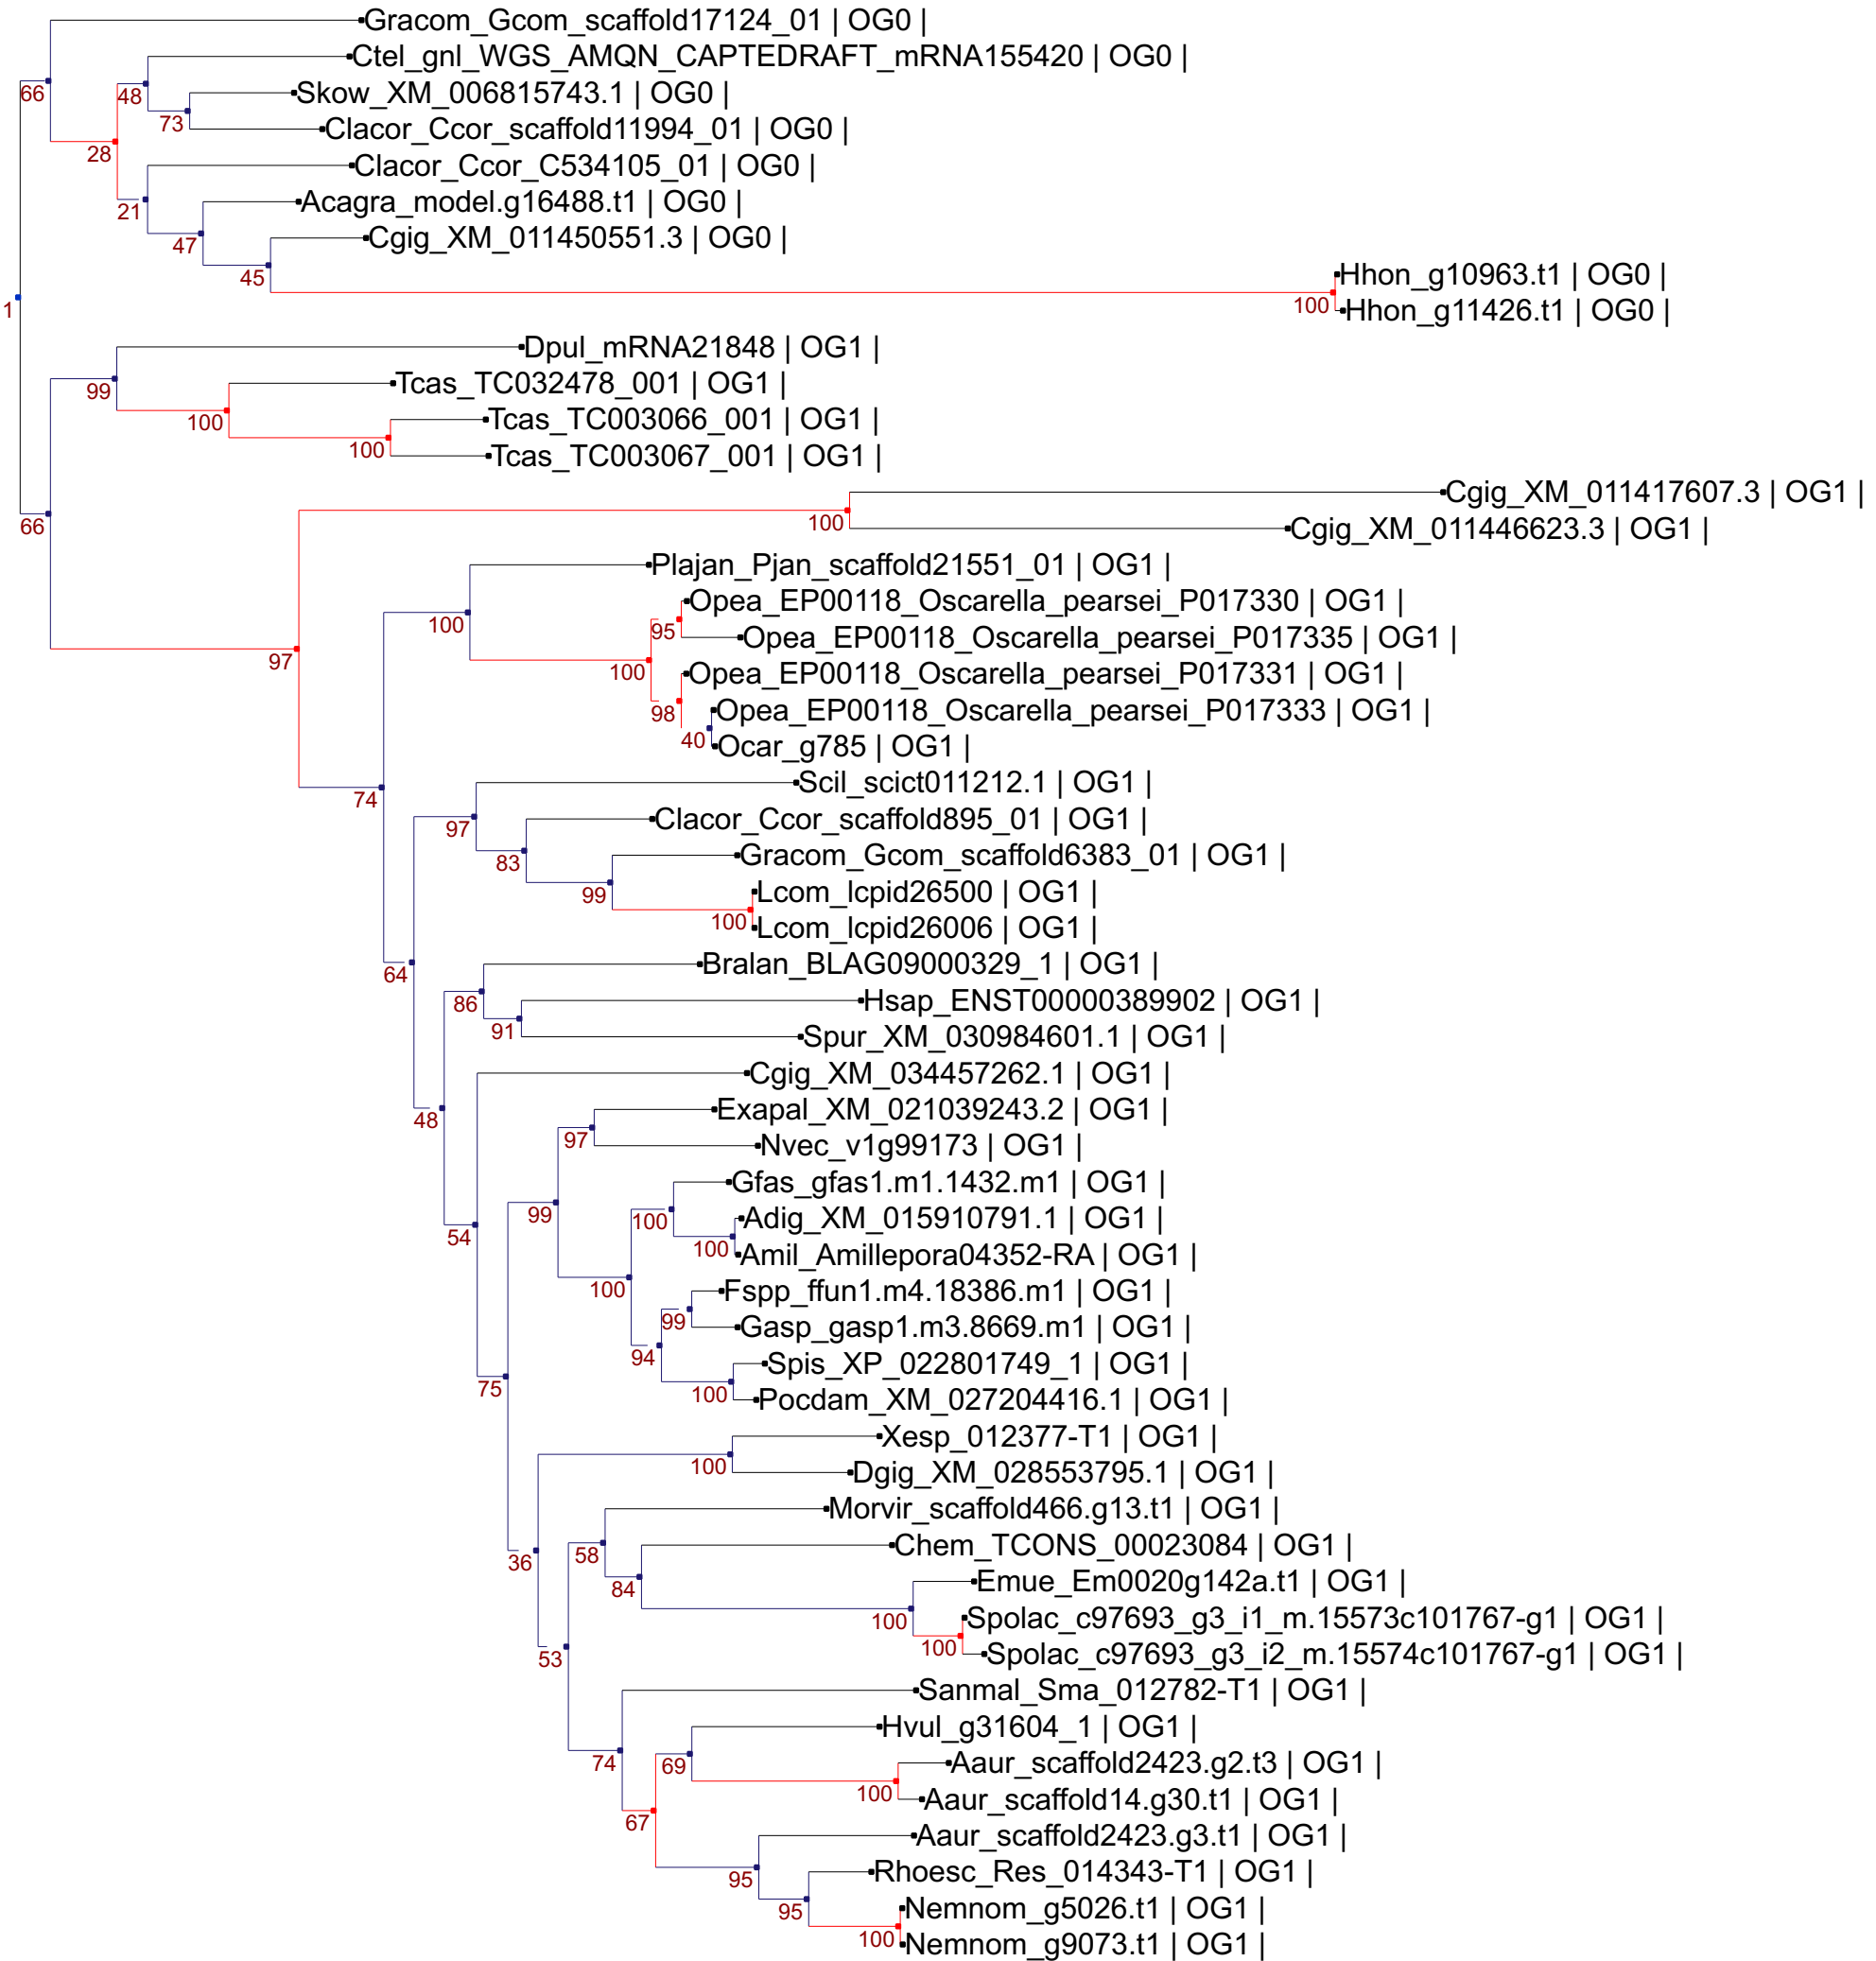 Gracom_Gcom_scaffold17124_01 | OG0 |
Ctel_gnl_WGS_AMQN_CAPTEDRAFT_mRNA155420 | OG0 |
66
48
Skow_XM_006815743.1 | OG0 |
73
Clacor_Ccor_scaffold11994_01 | OG0 |
28
Clacor_Ccor_C534105_01 | OG0 |
Acagra_model.g16488.t1 | OG0 |
21
Cgig_XM_011450551.3 | OG0 |
47
Hhon_g10963.t1 | OG0 |
45
100
Hhon_g11426.t1 | OG0 |
1
Dpul_mRNA21848 | OG1 |
Tcas_TC032478_001 | OG1 |
99
Tcas_TC003066_001 | OG1 |
100
100
Tcas_TC003067_001 | OG1 |
Cgig_XM_011417607.3 | OG1 |
66
100
Cgig_XM_011446623.3 | OG1 |
Plajan_Pjan_scaffold21551_01 | OG1 |
Opea_EP00118_Oscarella_pearsei_P017330 | OG1 |
100
95
Opea_EP00118_Oscarella_pearsei_P017335 | OG1 |
97
100
Opea_EP00118_Oscarella_pearsei_P017331 | OG1 |
98
Opea_EP00118_Oscarella_pearsei_P017333 | OG1 |
40
Ocar_g785 | OG1 |
Scil_scict011212.1 | OG1 |
74
Clacor_Ccor_scaffold895_01 | OG1 |
97
Gracom_Gcom_scaffold6383_01 | OG1 |
83
Lcom_lcpid26500 | OG1 |
99
100
Lcom_lcpid26006 | OG1 |
Bralan_BLAG09000329_1 | OG1 |
64
Hsap_ENST00000389902 | OG1 |
86
91
Spur_XM_030984601.1 | OG1 |
Cgig_XM_034457262.1 | OG1 |
48
Exapal_XM_021039243.2 | OG1 |
97
Nvec_v1g99173 | OG1 |
Gfas_gfas1.m1.1432.m1 | OG1 |
99
100
Adig_XM_015910791.1 | OG1 |
54
100
Amil_Amillepora04352-RA | OG1 |
100
Fspp_ffun1.m4.18386.m1 | OG1 |
99
Gasp_gasp1.m3.8669.m1 | OG1 |
94
Spis_XP_022801749_1 | OG1 |
75
100
Pocdam_XM_027204416.1 | OG1 |
Xesp_012377-T1 | OG1 |
100
Dgig_XM_028553795.1 | OG1 |
Morvir_scaffold466.g13.t1 | OG1 |
36
58
Chem_TCONS_00023084 | OG1 |
84
Emue_Em0020g142a.t1 | OG1 |
100
Spolac_c97693_g3_i1_m.15573c101767-g1 | OG1 |
53
100
Spolac_c97693_g3_i2_m.15574c101767-g1 | OG1 |
Sanmal_Sma_012782-T1 | OG1 |
Hvul_g31604_1 | OG1 |
74
69
Aaur_scaffold2423.g2.t3 | OG1 |
100
Aaur_scaffold14.g30.t1 | OG1 |
67
Aaur_scaffold2423.g3.t1 | OG1 |
95
Rhoesc_Res_014343-T1 | OG1 |
95
Nemnom_g5026.t1 | OG1 |
100
Nemnom_g9073.t1 | OG1 |